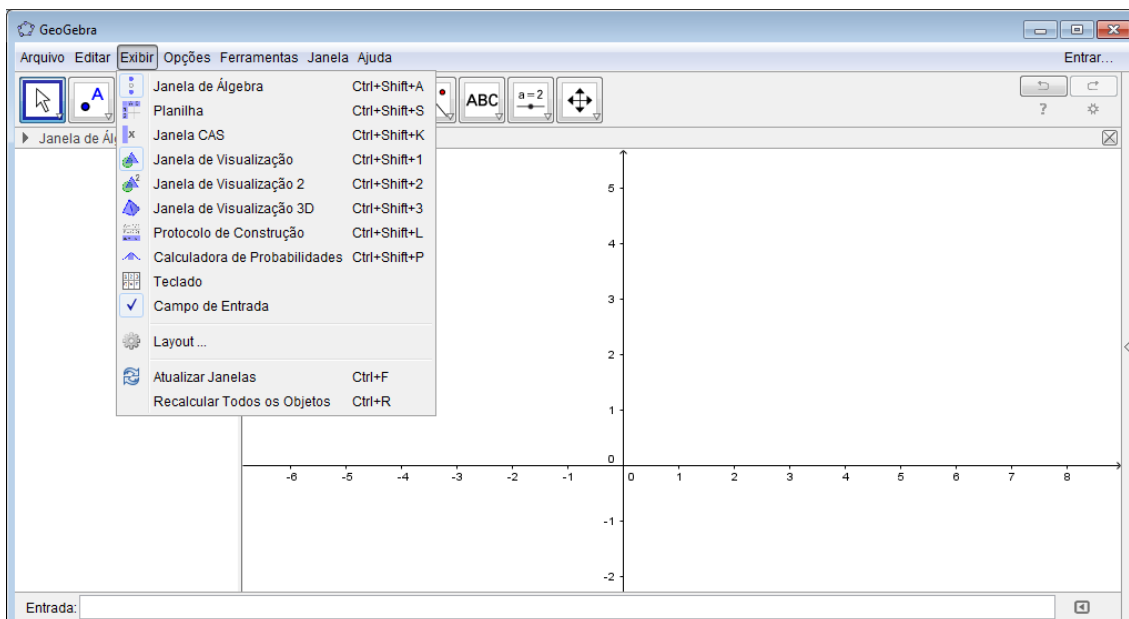 GeoGebra
Arquivo Editar Exibir Opções Ferramentas Janela Ajuda Entrar...
A ABC a=2
?
Janela de Ál
Janela de Álgebra Ctrl+Shift+A
Planilha Ctrl+Shift+S
x Janela CAS Ctrl+Shift+K
Janela de Visualização Ctrl+Shift+1
2 Janela de Visualização 2 Ctrl+Shift+2
Janela de Visualização 3D Ctrl+Shift+3
Protocolo de Construção Ctrl+Shift+L
Calculadora de Probabilidades Ctrl+Shift+P
Teclado
Campo de Entrada
Layout ...
Atualizar Janelas Ctrl+F
Recalcular Todos os Objetos Ctrl+R
5
4
3
2
1
0
-6 -5 -4 -3 -2 -1 0 1 2 3 4 5 6 7 8
-1
-2
Entrada: